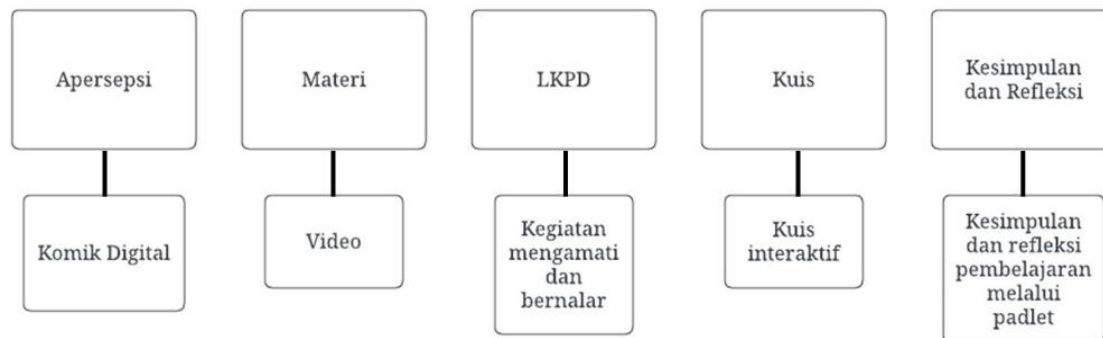 Apersepsi
Materi
LKPD
Kuis
Kesimpulan
dan Refleksi
Komik Digital
Video
Kegiatan
mengamati
dan
bernalar
Kuis
interaktif
Kesimpulan
dan refleksi
pembelajaran
melalui
padlet